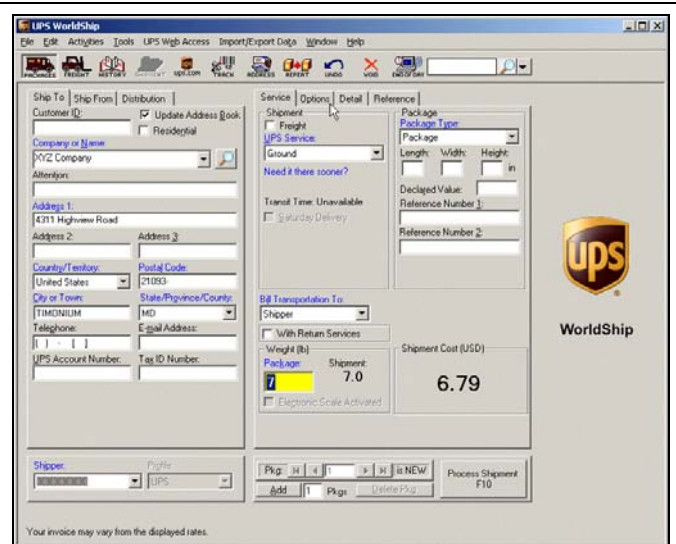 UPS WorldShip
File Edit Activities Tools UPS Web Access Import/Export Data Window Help
PACKAGES FREIGHT HISTORY SHIPMENT ups.com TRACK ADDRESS REPEAT UNDO VOID END OF DAY
Ship To Ship From Distribution
Customer ID:
Update Address Book
Residential
Company or Name:
XYZ Company
Attention:
Address 1:
4311 Highview Road
Address 2: Address 3:
Country/Territory: Postal Code:
United States 21093-
City or Town: State/Province/County:
TIMONIUM MD
Telephone: E-mail Address:
( ) - [ ]
UPS Account Number: Tax ID Number:
Shipper: Profile
UPS
Service Options Detail Reference
Shipment
Freight
UPS Service:
Ground
Need it there sooner?
Transit Time: Unavailable
Saturday Delivery
Bill Transportation To:
Shipper
With Return Services
Weight (lb)
Package: Shipment:
7 7.0
Electronic Scale Activated
Package
Package Type:
Package
Length: Width: Height:
in
Declared Value:
Reference Number 1:
Reference Number 2:
Shipment Cost (USD)
6.79
Pkg: 1 is NEW
Add 1 Pkgs Delete Pkg
Process Shipment
F10
ups
WorldShip
Your invoice may vary from the displayed rates.